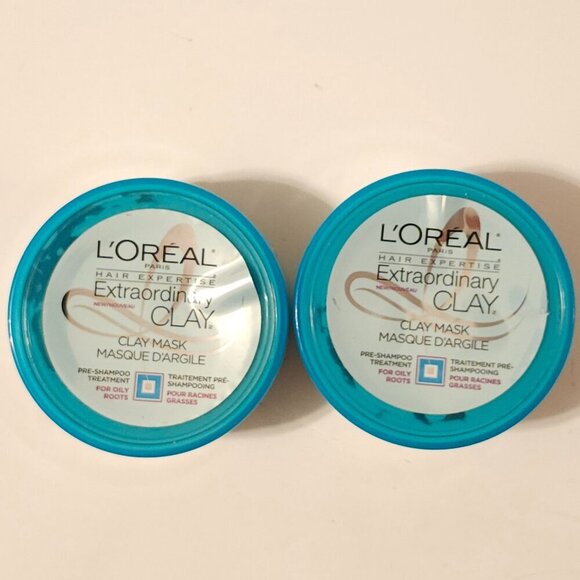 L'ORÉAL
PARIS
HAIR EXPERTISE
Extraordinary
NEW/NOUVEAU
CLAY
CLAY MASK
MASQUE D'ARGILE
PRE-SHAMPOO
TREATMENT
FOR OILY
ROOTS
TRAITEMENT PRÉ-
SHAMPOOING
POUR RACINES
GRASSES
L'ORÉAL
PARIS
HAIR EXPERTISE
Extraordinary
NEW/NOUVEAU
CLAY
CLAY MASK
MASQUE D'ARGILE
PRE-SHAMPOO
TREATMENT
FOR OILY
ROOTS
TRAITEMENT PRÉ-
SHAMPOOING
POUR RACINES
GRASSES